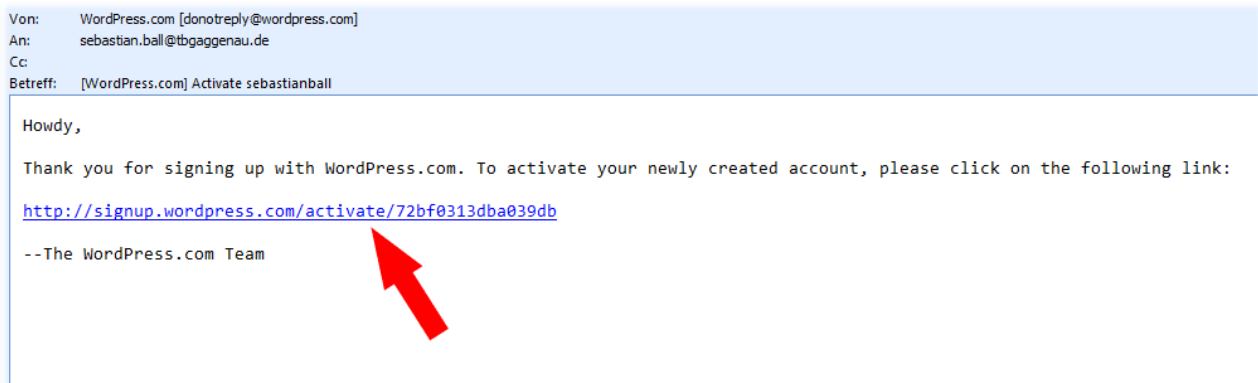 Von: WordPress.com [donotreply@wordpress.com]
An: sebastian.ball@tbgaggenau.de
Cc:
Betreff: [WordPress.com] Activate sebastianball
Howdy,
Thank you for signing up with WordPress.com. To activate your newly created account, please click on the following link:
http://signup.wordpress.com/activate/72bf0313dba039db
--The WordPress.com Team